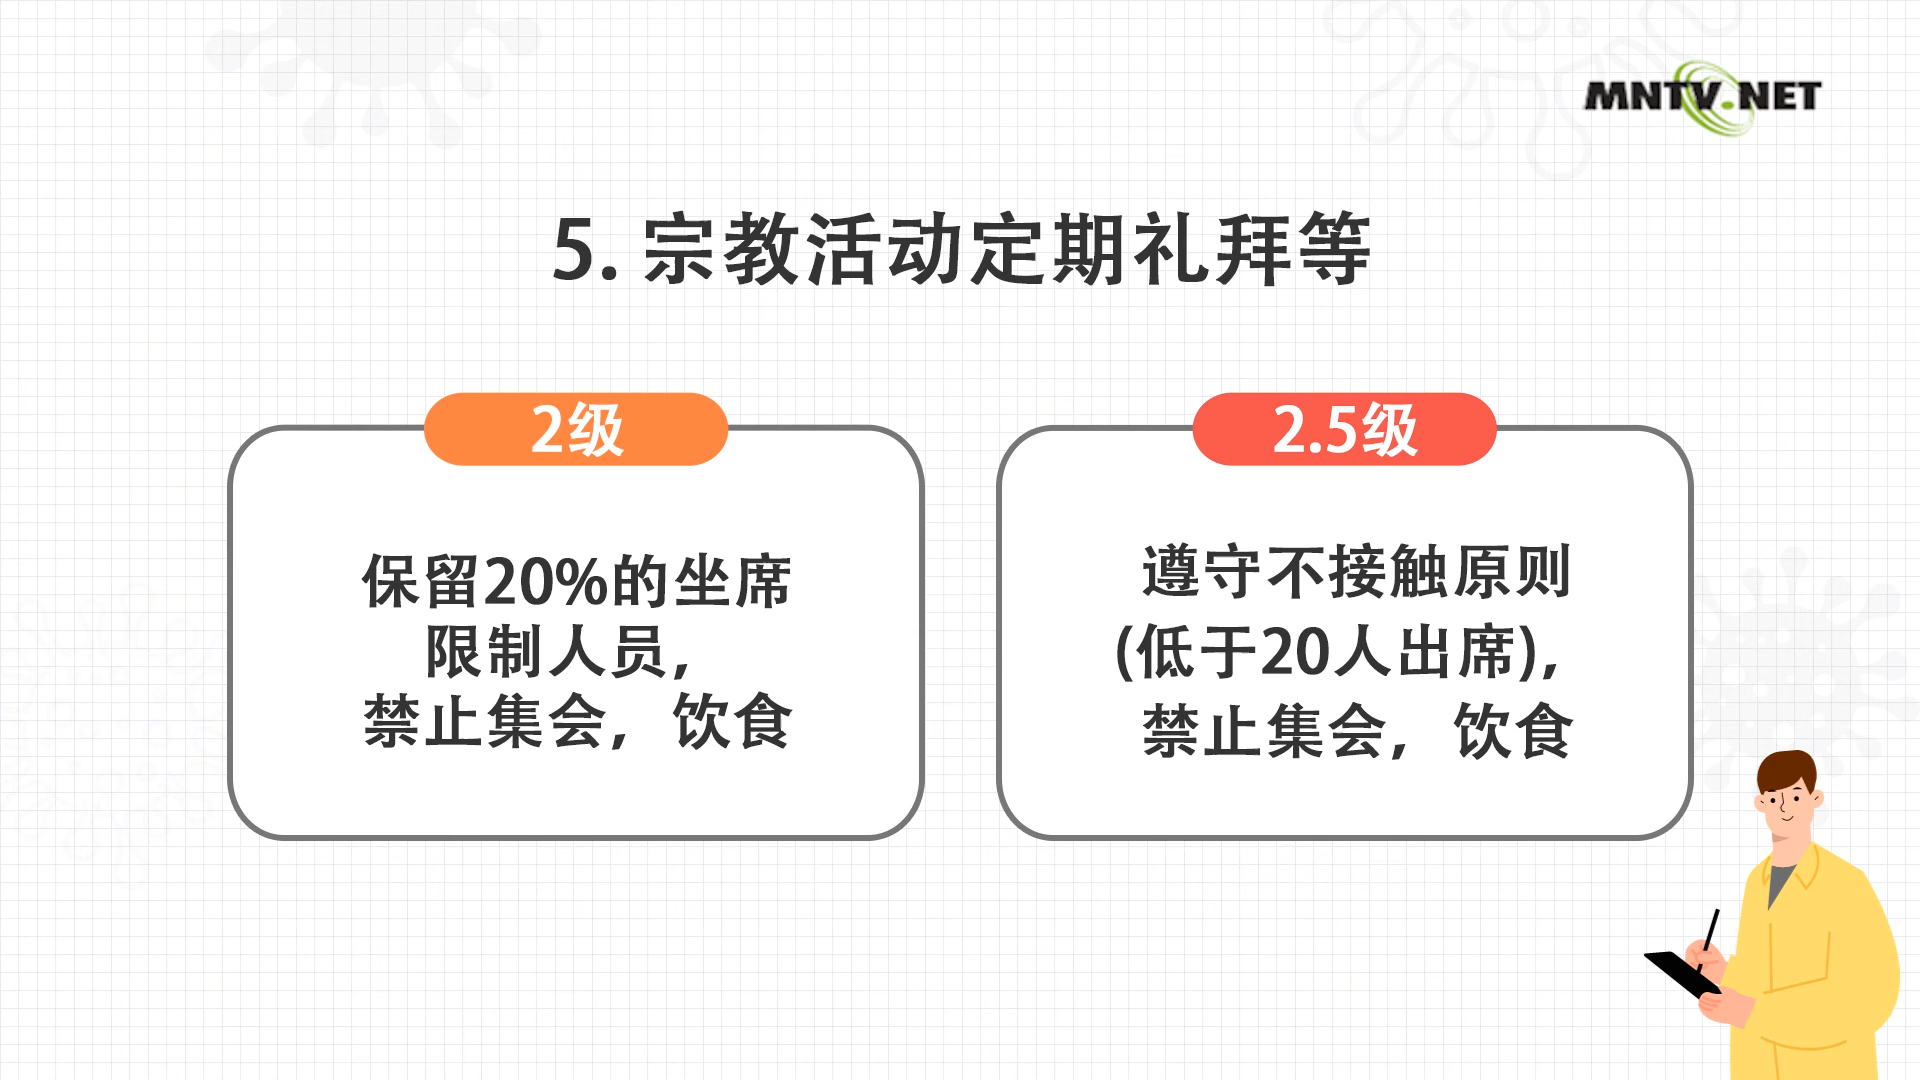 MNTV.NET
5. 宗教活动定期礼拜等
2级
保留20%的坐席
限制人员，
禁止集会，饮食
2.5级
遵守不接触原则
(低于20人出席)，
禁止集会，饮食